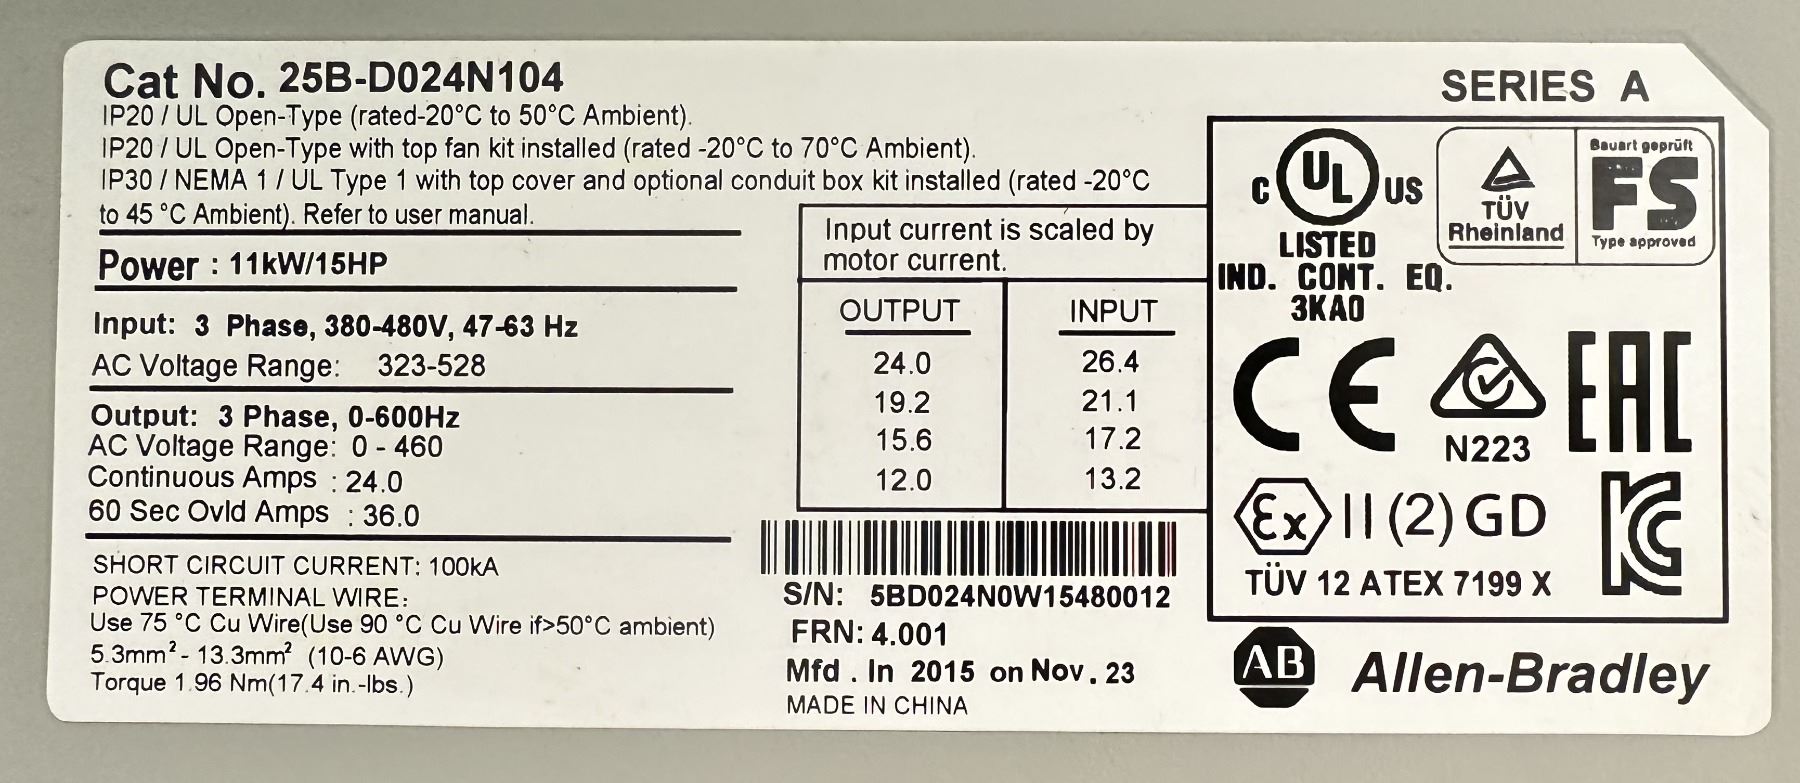 Cat No. 25B-D024N104
IP20 / UL Open-Type (rated-20°C to 50°C Ambient).
IP20 / UL Open-Type with top fan kit installed (rated -20°C to 70°C Ambient).
IP30 / NEMA 1 / UL Type 1 with top cover and optional conduit box kit installed (rated -20°C
to 45 °C Ambient). Refer to user manual.
Power : 11kW/15HP
Input: 3 Phase, 380-480V, 47-63 Hz
AC Voltage Range: 323-528
Output: 3 Phase, 0-600Hz
AC Voltage Range: 0 - 460
Continuous Amps : 24.0
60 Sec Ovld Amps : 36.0
SHORT CIRCUIT CURRENT: 100kA
POWER TERMINAL WIRE:
Use 75 °C Cu Wire(Use 90 °C Cu Wire if>50°C ambient)
5.3mm² - 13.3mm² (10-6 AWG)
Torque 1.96 Nm(17.4 in.-lbs.)
Input current is scaled by
motor current.
OUTPUT INPUT
24.0 26.4
19.2 21.1
15.6 17.2
12.0 13.2
S/N: 5BD024N0W15480012
FRN: 4.001
Mfd . In 2015 on Nov. 23
MADE IN CHINA
SERIES A
C UL US
LISTED
IND. CONT. EQ.
3KA0
TÜV
Rheinland
Bauart geprüft
FS
Type approved
CE
N223
EAC
Ex II (2) GD
KC
TÜV 12 ATEX 7199 X
AB Allen-Bradley